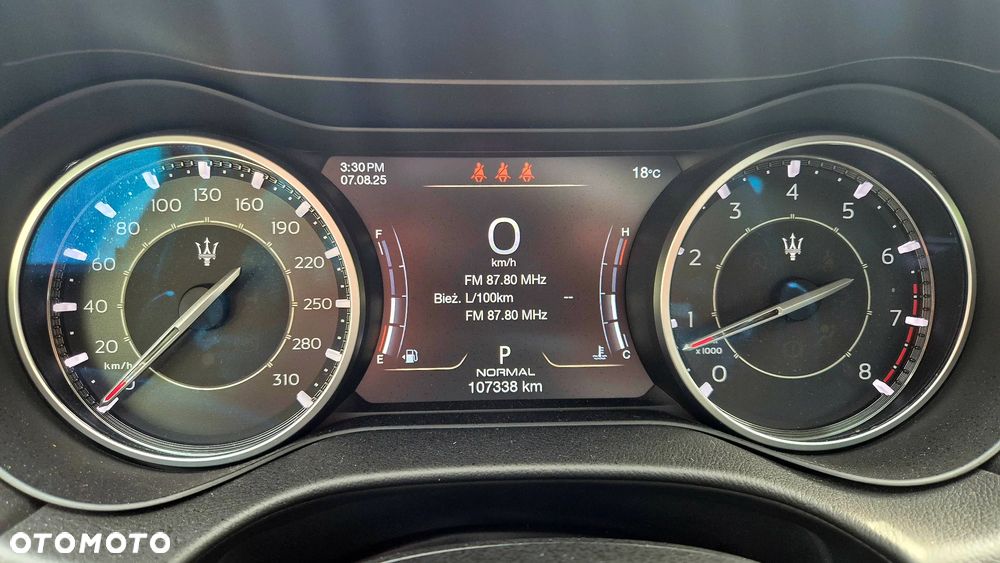 3:30 PM
07.08.25
18°C
0
km/h
FM 87.80 MHz
Bież. L/100km --
FM 87.80 MHz
F
E
H
C
P
NORMAL
107338 km
20
40
60
80
100
130
160
190
220
250
280
310
km/h
0
1
2
3
4
5
6
7
8
x1000
OTOMOTO